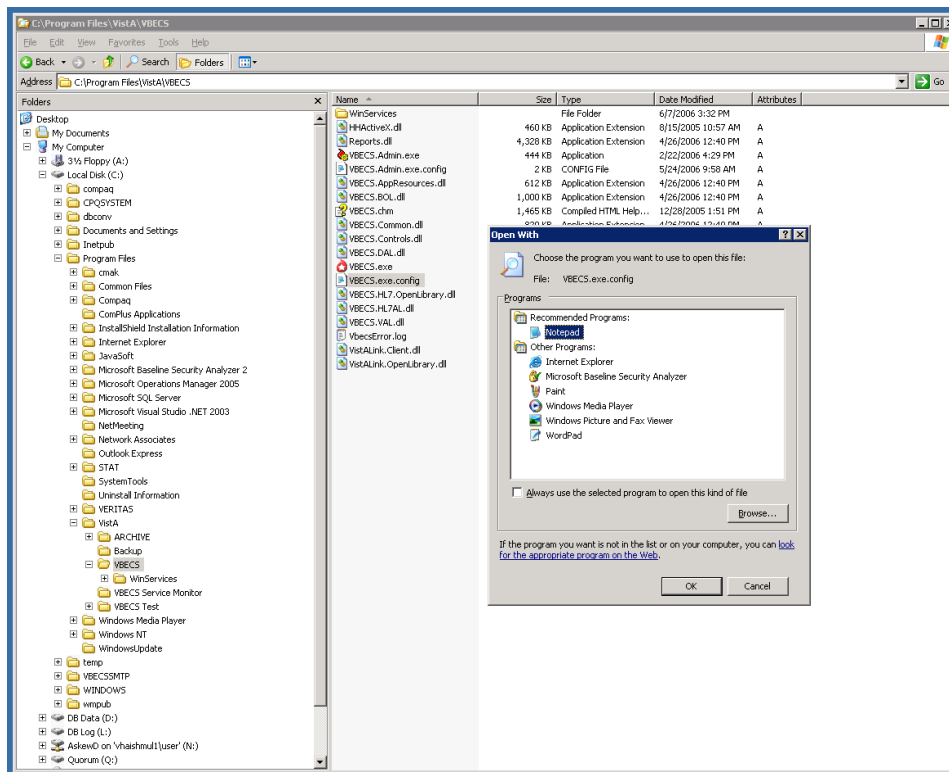 C:\Program Files\VistA\VBECS
File Edit View Favorites Tools Help
Back Search Folders
Address C:\Program Files\VistA\VBECS Go
Folders
Name Size Type Date Modified Attributes
Desktop
My Documents
My Computer
3½ Floppy (A:)
Local Disk (C:)
compaq
CPQSYSTEM
dbconv
Documents and Settings
Inetpub
Program Files
cmak
Common Files
Compaq
ComPlus Applications
InstallShield Installation Information
Internet Explorer
JavaSoft
Microsoft Baseline Security Analyzer 2
Microsoft Operations Manager 2005
Microsoft SQL Server
Microsoft Visual Studio .NET 2003
NetMeeting
Network Associates
Outlook Express
STAT
SystemTools
Uninstall Information
VERITAS
VistA
ARCHIVE
Backup
VBECS
WinServices
VBECS Service Monitor
VBECS Test
Windows Media Player
Windows NT
WindowsUpdate
temp
VBECSSMTP
WINDOWS
wmpub
DB Data (D:)
DB Log (L:)
AskewD on 'vhaishmul1\user' (N:)
Quorum (Q:)
WinServices File Folder 6/7/2006 3:32 PM
HHActiveX.dll 460 KB Application Extension 8/15/2005 10:57 AM A
Reports.dll 4,328 KB Application Extension 4/26/2006 12:40 PM A
VBECS.Admin.exe 444 KB Application 2/22/2006 4:29 PM A
VBECS.Admin.exe.config 2 KB CONFIG File 5/24/2006 9:58 AM A
VBECS.AppResources.dll 612 KB Application Extension 4/26/2006 12:40 PM A
VBECS.BOL.dll 1,000 KB Application Extension 4/26/2006 12:40 PM A
VBECS.chm 1,465 KB Compiled HTML Help... 12/28/2005 1:51 PM A
VBECS.Common.dll 820 KB Application Extension 4/26/2006 12:40 PM A
VBECS.Controls.dll
VBECS.DAL.dll
VBECS.exe
VBECS.exe.config
VBECS.HL7.OpenLibrary.dll
VBECS.HL7AL.dll
VBECS.VAL.dll
VbecsError.log
VistALink.Client.dll
VistALink.OpenLibrary.dll
Open With
Choose the program you want to use to open this file:
File: VBECS.exe.config
Programs
Recommended Programs:
Notepad
Other Programs:
Internet Explorer
Microsoft Baseline Security Analyzer
Paint
Windows Media Player
Windows Picture and Fax Viewer
WordPad
Always use the selected program to open this kind of file
Browse...
If the program you want is not in the list or on your computer, you can look
for the appropriate program on the Web.
OK Cancel